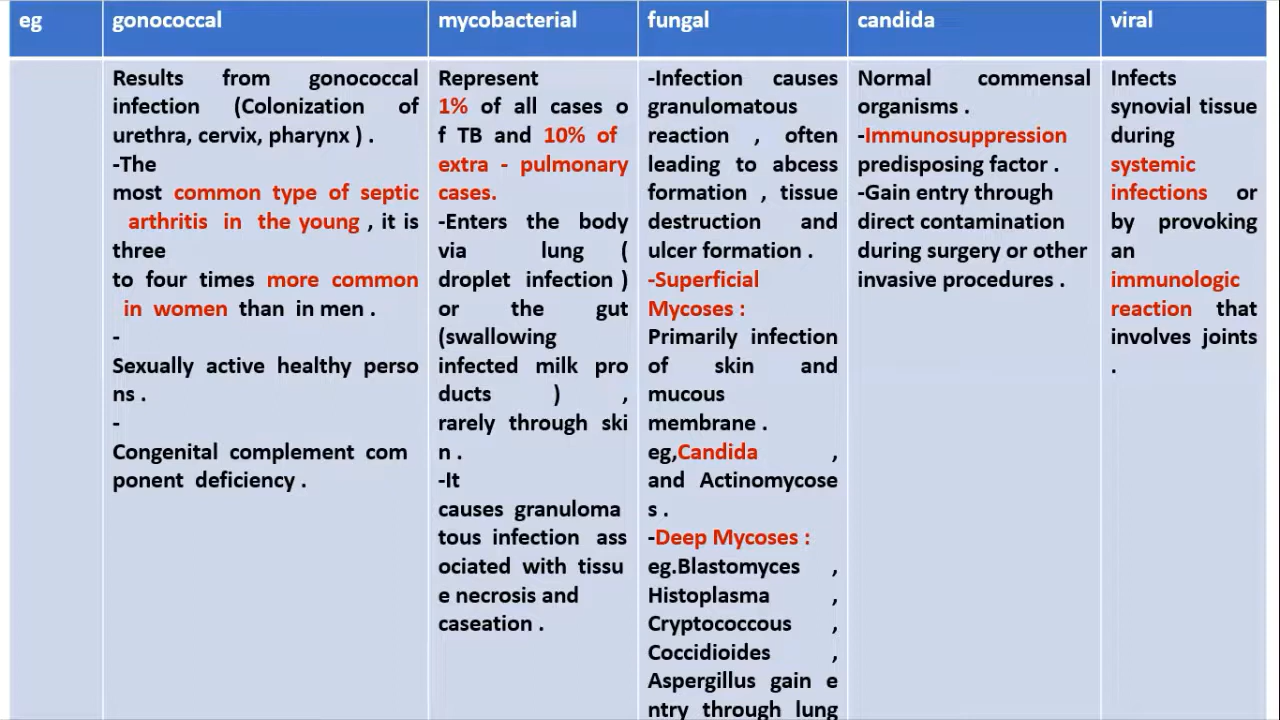 eg
gonococcal
mycobacterial
fungal
candida
viral
Results from gonococcal
infection (Colonization of
urethra, cervix, pharynx ) .
-The
most common type of septic
arthritis in the young , it is
three
to four times more common
in women than in men .
-
Sexually active healthy perso
ns .
-
Congenital complement com
ponent deficiency .
Represent
1% of all cases o
f TB and 10% of
extra - pulmonary
cases.
-Enters the body
via lung (
droplet infection )
or the gut
(swallowing
infected milk pro
ducts ) ,
rarely through ski
n .
-It
causes granuloma
tous infection ass
ociated with tissu
e necrosis and
caseation .
-Infection causes
granulomatous
reaction , often
leading to abcess
formation , tissue
destruction and
ulcer formation .
-Superficial
Mycoses :
Primarily infection
of skin and
mucous
membrane .
eg,Candida ,
and Actinomycose
s .
-Deep Mycoses :
eg.Blastomyces ,
Histoplasma ,
Cryptococcous ,
Coccidioides ,
Aspergillus gain e
ntry through lung
Normal commensal
organisms .
-Immunosuppression
predisposing factor .
-Gain entry through
direct contamination
during surgery or other
invasive procedures .
Infects
synovial tissue
during
systemic
infections or
by provoking
an
immunologic
reaction that
involves joints
.